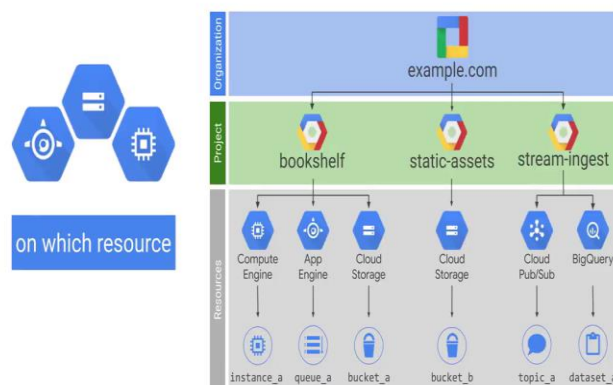 on which resource
Organization
example.com
Project
bookshelf
static-assets
stream-ingest
Resources
Compute
Engine
App
Engine
Cloud
Storage
Cloud
Storage
Cloud
Pub/Sub
BigQuery
instance_a
queue_a
bucket_a
bucket_b
topic_a
dataset_a